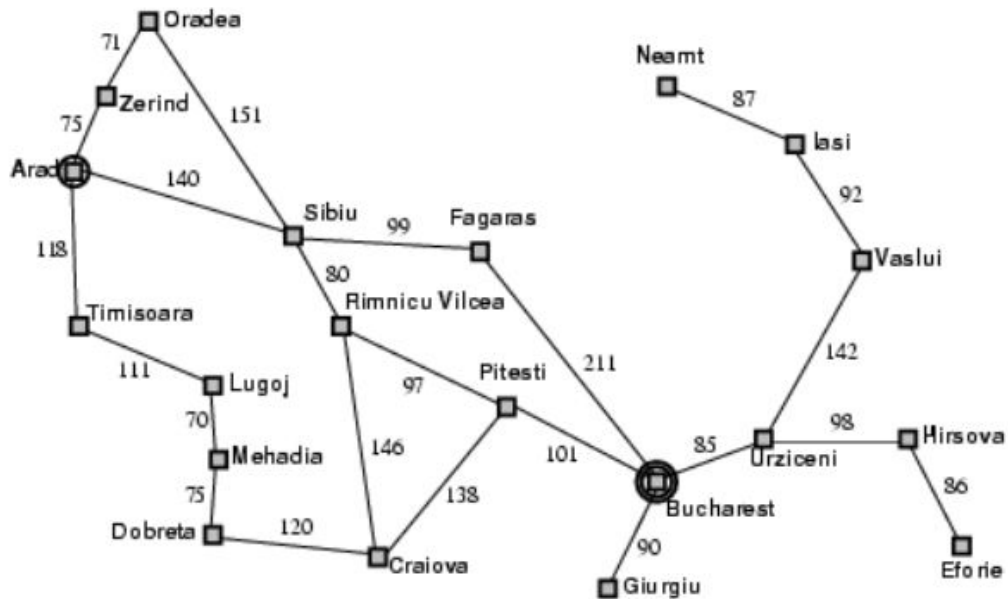 Oradea
71
Neamt
Zerind
87
75
151
Iasi
Arad
140
92
Sibiu
Fagaras
99
118
Vaslui
80
Timisoara
Rimnicu Vilcea
142
111
211
Lugoj
97
Pitesti
70
98
Hirsova
146
85
Urziceni
Mehadia
101
86
75
138
Bucharest
Dobreta
120
90
Craiova
Eforie
Giurgiu